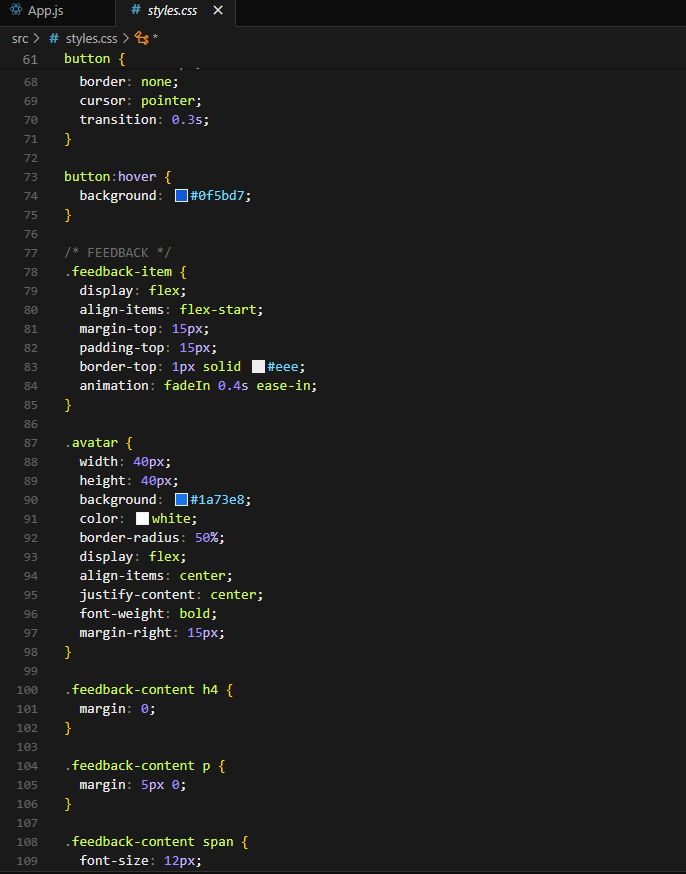 App.js
# styles.css ×
src > # styles.css > *
61 button {
68 border: none;
69 cursor: pointer;
70 transition: 0.3s;
71 }
72
73 button:hover {
74 background: #0f5bd7;
75 }
76
77 /* FEEDBACK */
78 .feedback-item {
79 display: flex;
80 align-items: flex-start;
81 margin-top: 15px;
82 padding-top: 15px;
83 border-top: 1px solid #eee;
84 animation: fadeIn 0.4s ease-in;
85 }
86
87 .avatar {
88 width: 40px;
89 height: 40px;
90 background: #1a73e8;
91 color: white;
92 border-radius: 50%;
93 display: flex;
94 align-items: center;
95 justify-content: center;
96 font-weight: bold;
97 margin-right: 15px;
98 }
99
100 .feedback-content h4 {
101 margin: 0;
102 }
103
104 .feedback-content p {
105 margin: 5px 0;
106 }
107
108 .feedback-content span {
109 font-size: 12px;